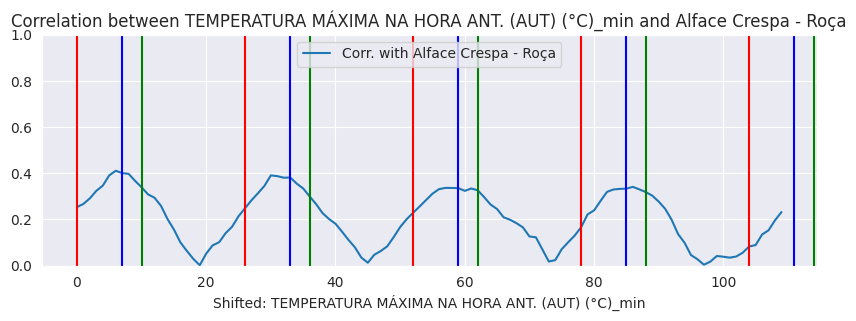 Correlation between TEMPERATURA MÁXIMA NA HORA ANT. (AUT) (°C)_min and Alface Crespa - Roça
1.0
Corr. with Alface Crespa - Roça
0.8
0.6
0.4
0.2
0.0
0 20 40 60 80 100
Shifted: TEMPERATURA MÁXIMA NA HORA ANT. (AUT) (°C)_min